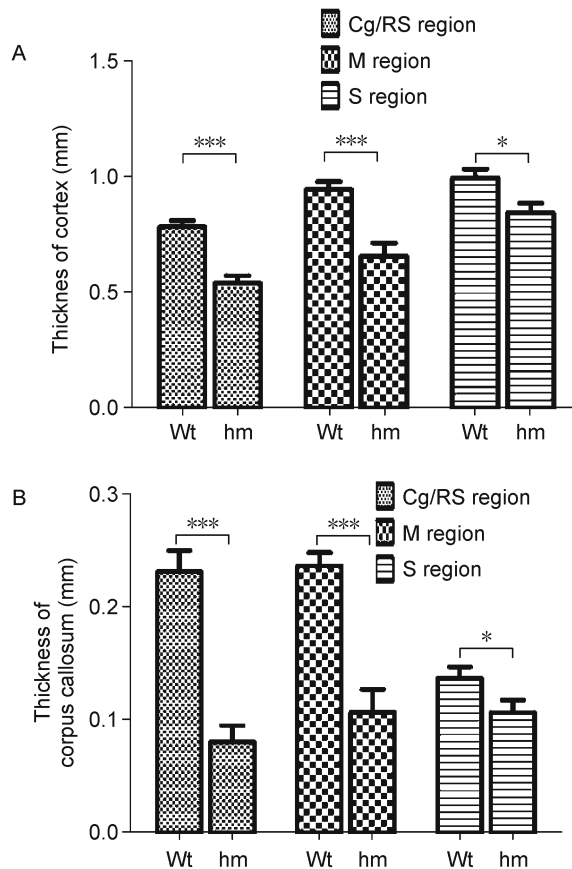 A
Cg/RS region
M region
S region
Thicknes of cortex (mm)
1.5
1.0
0.5
0.0
***
***
*
Wt hm Wt hm Wt hm
B
Cg/RS region
M region
S region
Thickness of
corpus callosum (mm)
0.3
0.2
0.1
0.0
***
***
*
Wt hm Wt hm Wt hm